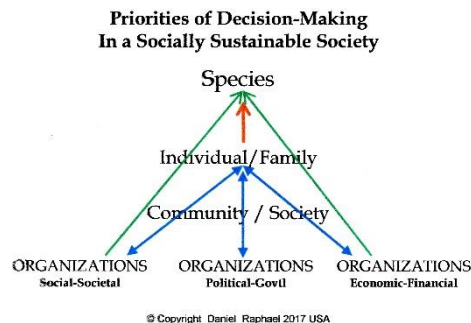 Priorities of Decision-Making
In a Socially Sustainable Society
Species
Individual/Family
Community / Society
ORGANIZATIONS ORGANIZATIONS ORGANIZATIONS
Social-Societal Political-Govtl Economic-Financial
© Copyright Daniel Raphael 2017 USA